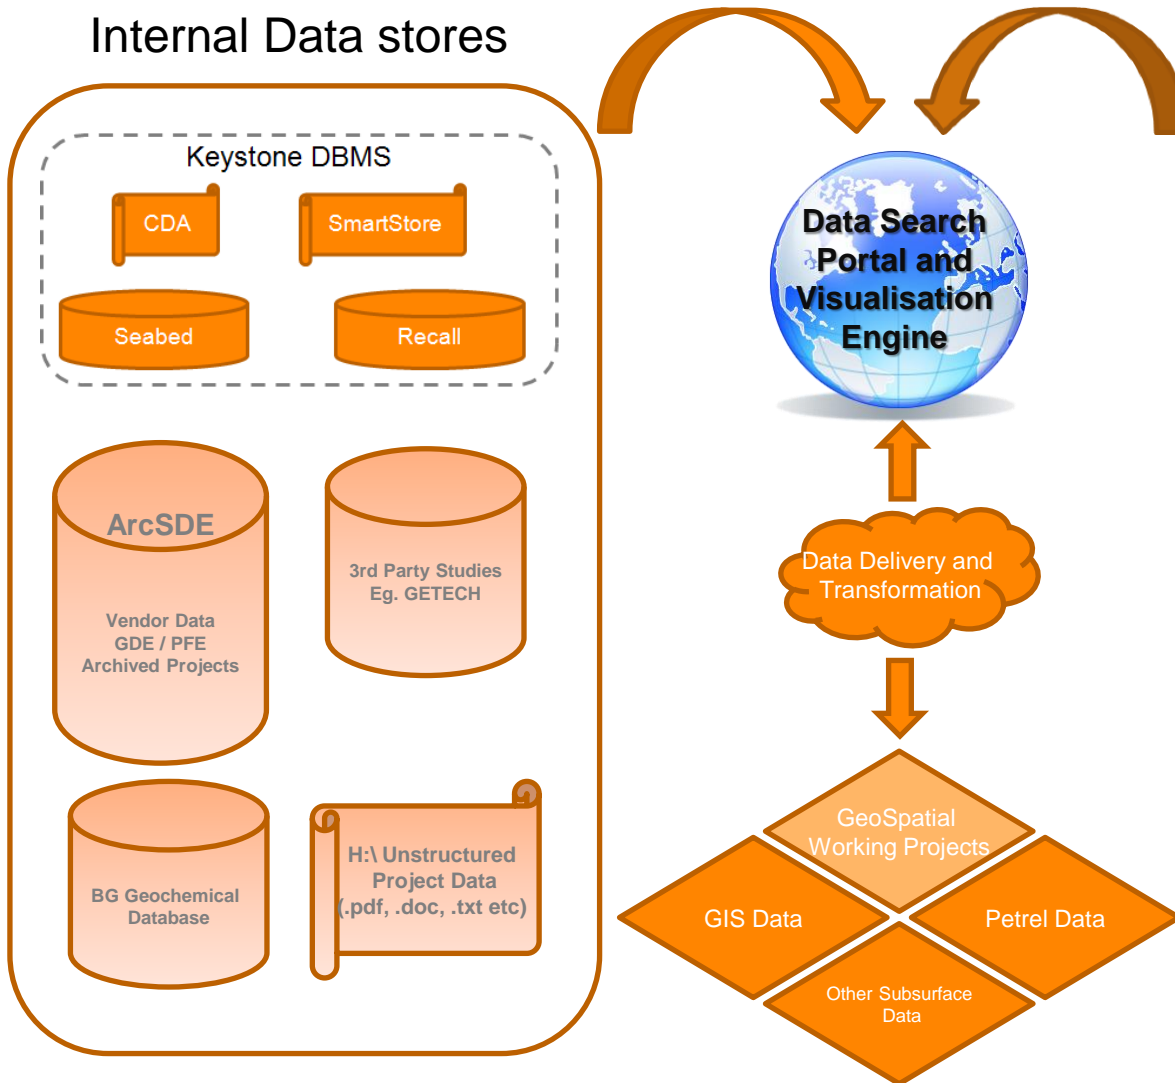 Internal Data stores
Keystone DBMS
CDA
SmartStore
Seabed
Recall
ArcSDE
Vendor Data
GDE / PFE
Archived Projects
3rd Party Studies
Eg. GETECH
BG Geochemical
Database
H:\ Unstructured
Project Data
(.pdf, .doc, .txt etc)
Data Search
Portal and
Visualisation
Engine
Data Delivery and
Transformation
GeoSpatial
Working Projects
GIS Data
Petrel Data
Other Subsurface
Data